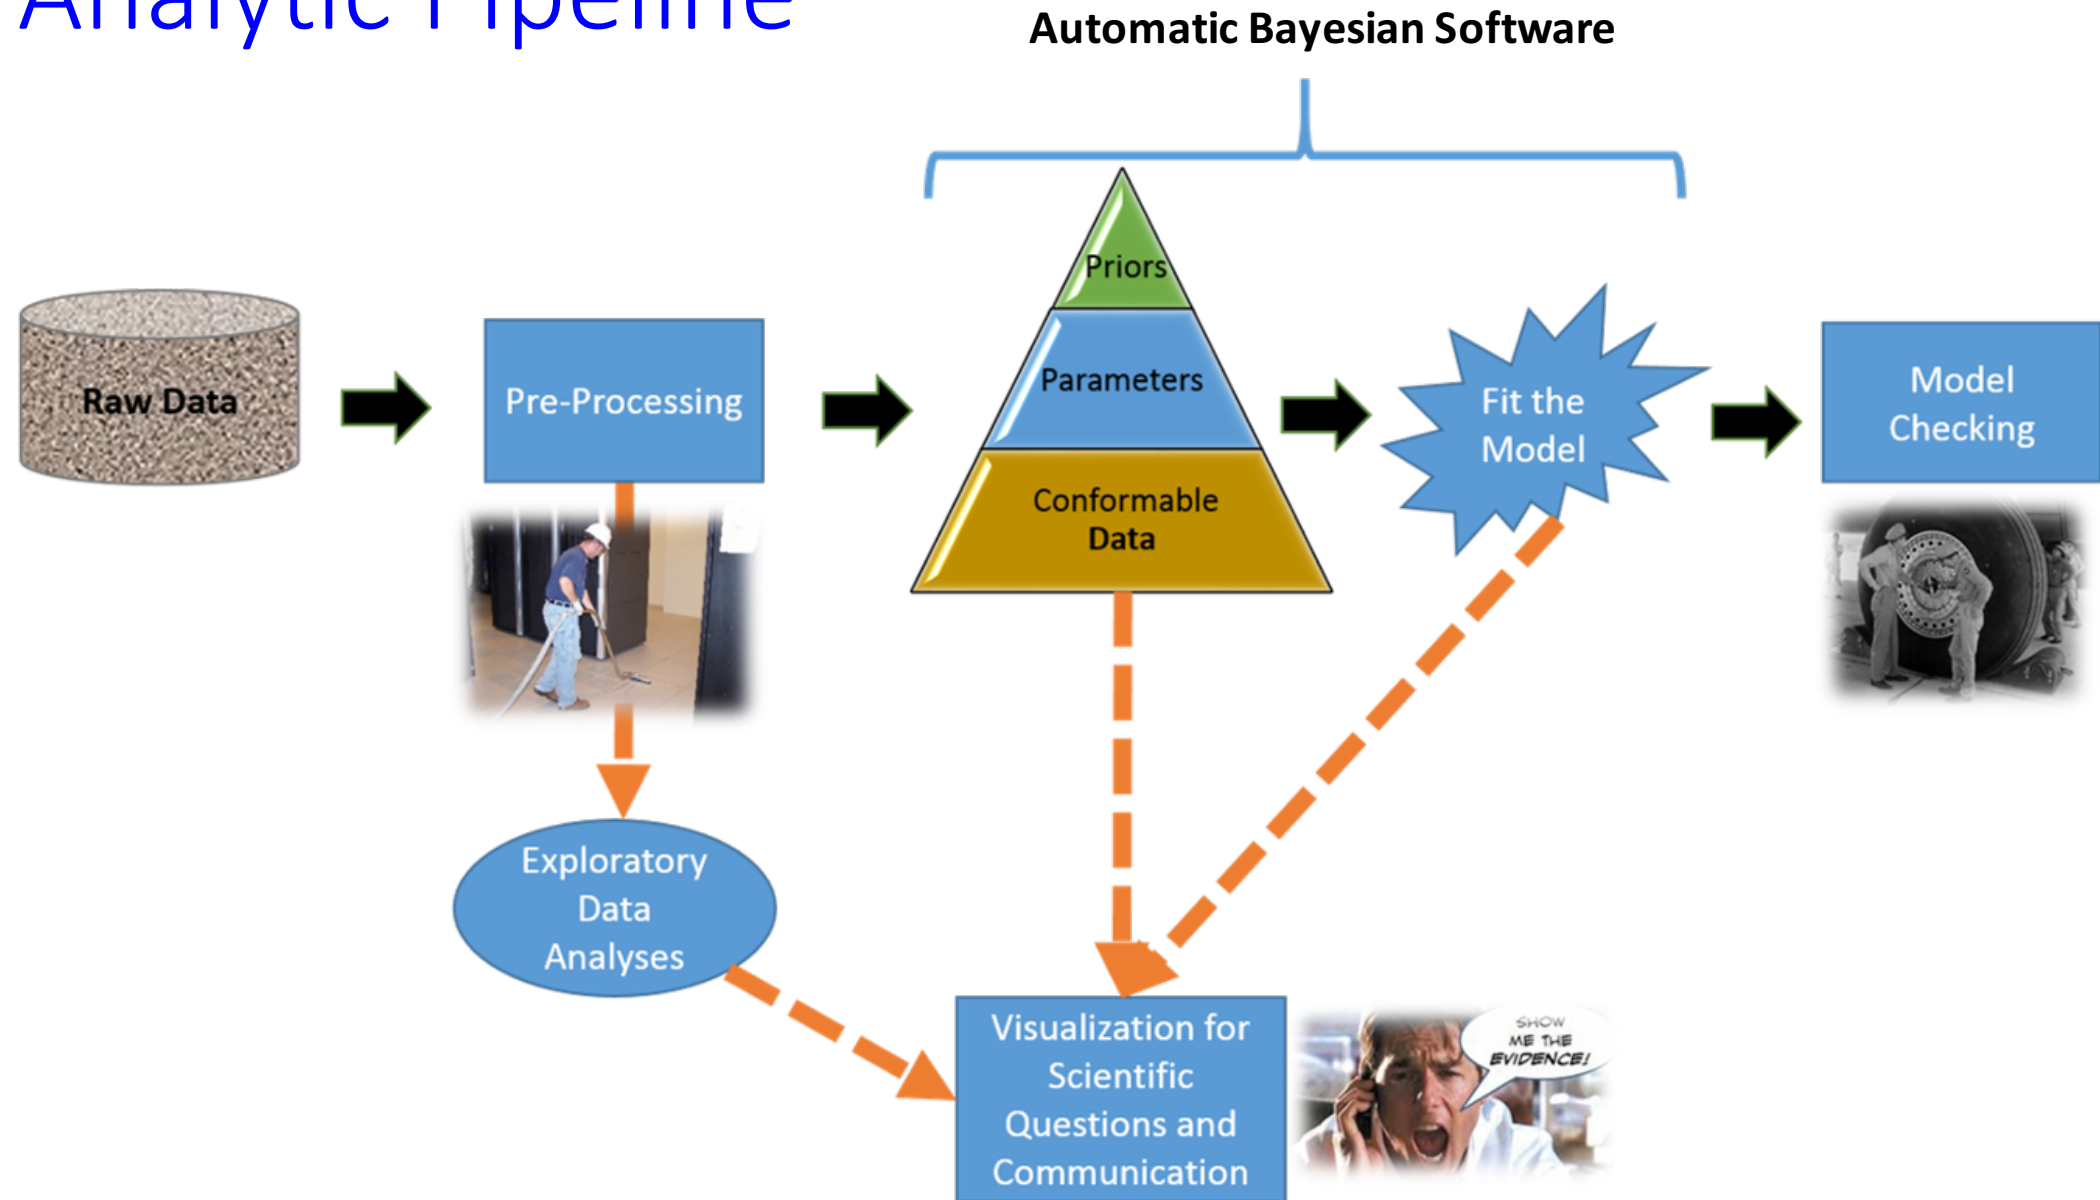 Analytic Pipeline
Automatic Bayesian Software
Priors
Raw Data
Pre-Processing
Parameters
Fit the
Model
Model
Checking
Conformable
Data
Exploratory
Data
Analyses
Visualization for
Scientific
Questions and
Communication
SHOW
ME THE
EVIDENCE!